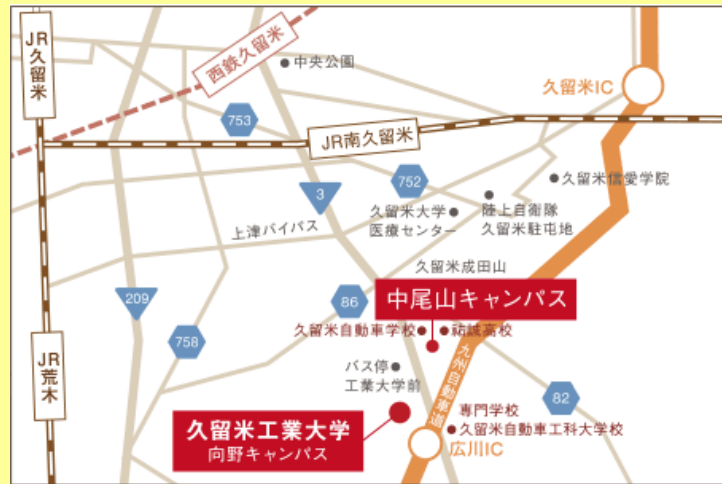 JR
久留米
西鉄久留米
中央公園
久留米IC
753
JR南久留米
752
3
久留米信愛学院
久留米大学
医療センター
陸上自衛隊
久留米駐屯地
上津バイパス
久留米成田山
209
86
中尾山キャンパス
久留米自動車学校
祐誠高校
758
JR
荒木
バス停
工業大学前
九州自動車道
82
専門学校
久留米自動車工科大学校
久留米工業大学
向野キャンパス
広川IC